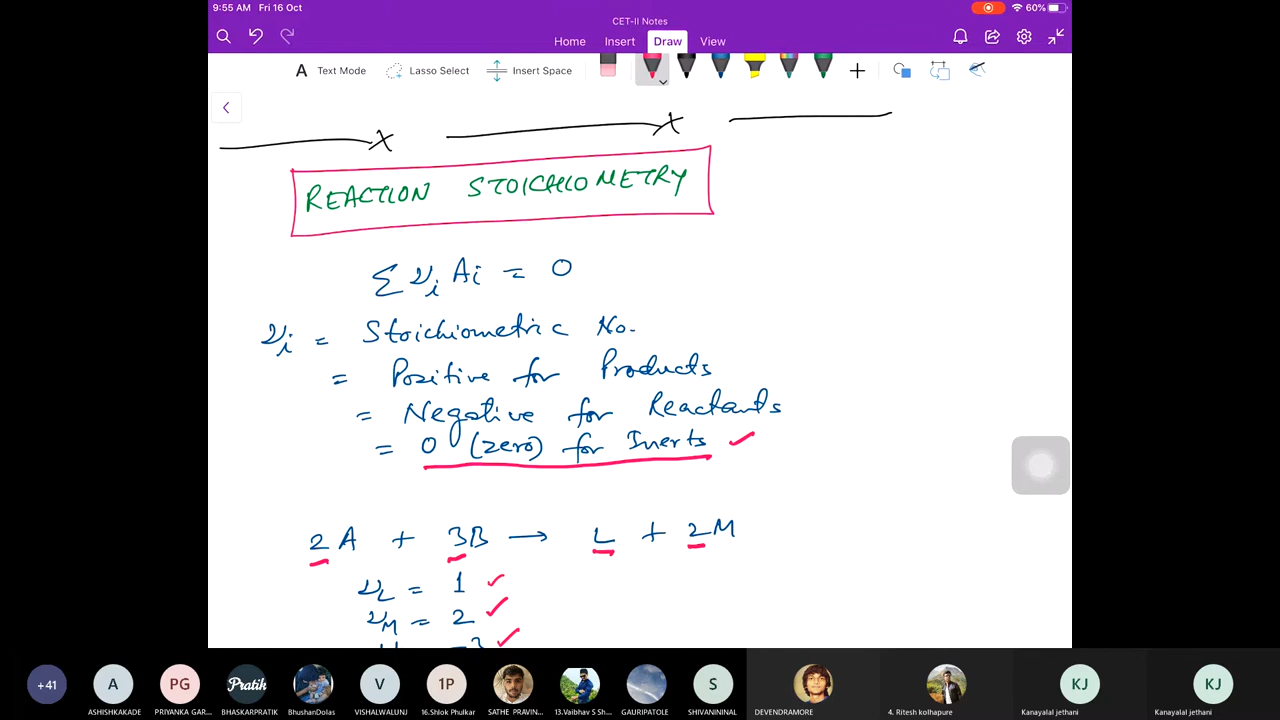 9:55 AM Fri 16 Oct
60%
CET-II Notes
Home Insert Draw View
A Text Mode Lasso Select Insert Space
REACTION STOICHIOMETRY
Σ νi Ai = 0
νi = Stoichiometric No.
= Positive for Products
= Negative for Reactants
= 0 (zero) for Inerts
2A + 3B → L + 2M
νL = 1
νM = 2
+41 A PG Pratik V 1P S KJ KJ
ASHISHKAKADE PRIYANKA GAR... BHASKARPRATIK BhushanDolas VISHALWALUNJ 16.Shlok Phulkar SATHE PRAVIN... 13.Vaibhav S Sh... GAURIPATOLE SHIVANINIINAL DEVENDRAMORE 4. Ritesh kolhapure Kanayalal jethani Kanayalal jethani